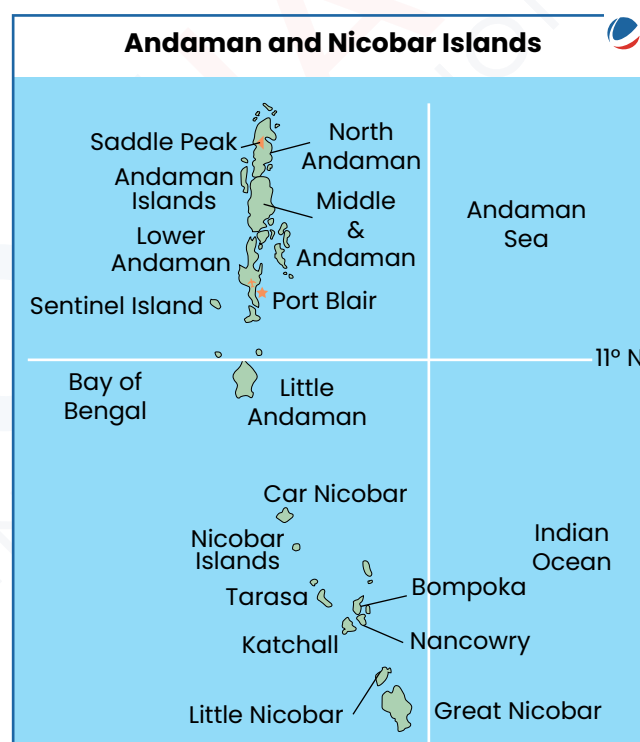 Andaman and Nicobar Islands
Saddle Peak
North
Andaman
Andaman
Islands
Middle
&
Andaman
Andaman
Sea
Lower
Andaman
Sentinel Island
Port Blair
11° N
Bay of
Bengal
Little
Andaman
Car Nicobar
Nicobar
Islands
Indian
Ocean
Bompoka
Tarasa
Katchall
Nancowry
Little Nicobar
Great Nicobar